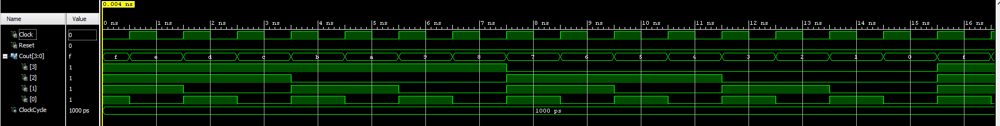 0.004 ns
Name Value
0 ns 1 ns 2 ns 3 ns 4 ns 5 ns 6 ns 7 ns 8 ns 9 ns 10 ns 11 ns 12 ns 13 ns 14 ns 15 ns 16 ns
Clock 0
Reset 0
Cout[3:0] f f e d c b a 9 8 7 6 5 4 3 2 1 0 f
[3] 1
[2] 1
[1] 1
[0] 1
ClockCycle 1000 ps 1000 ps